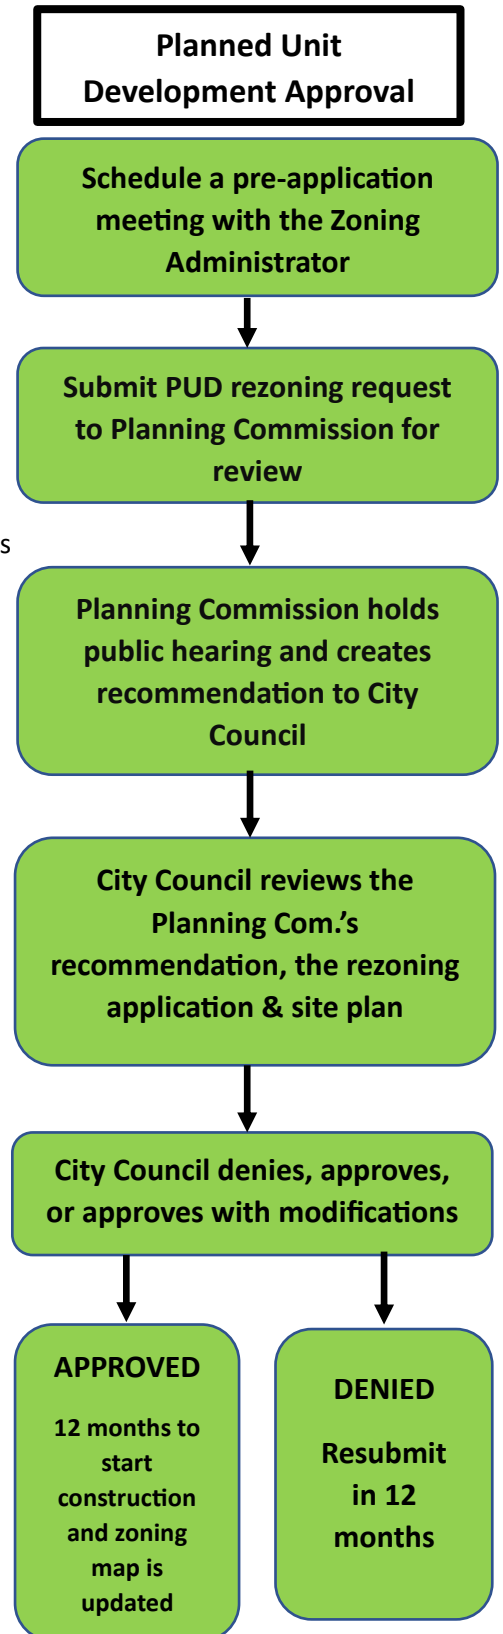 Planned Unit
Development Approval
Schedule a pre-application
meeting with the Zoning
Administrator
Submit PUD rezoning request
to Planning Commission for
review
s
Planning Commission holds
public hearing and creates
recommendation to City
Council
City Council reviews the
Planning Com.'s
recommendation, the rezoning
application & site plan
City Council denies, approves,
or approves with modifications
APPROVED
12 months to
start
construction
and zoning
map is
updated
DENIED
Resubmit
in 12
months